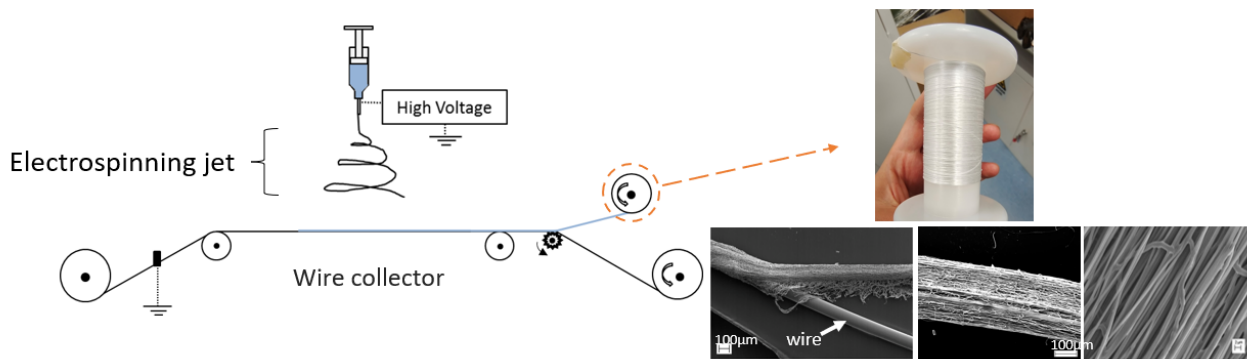 High Voltage
Electrospinning jet
Wire collector
100µm
wire
100µm